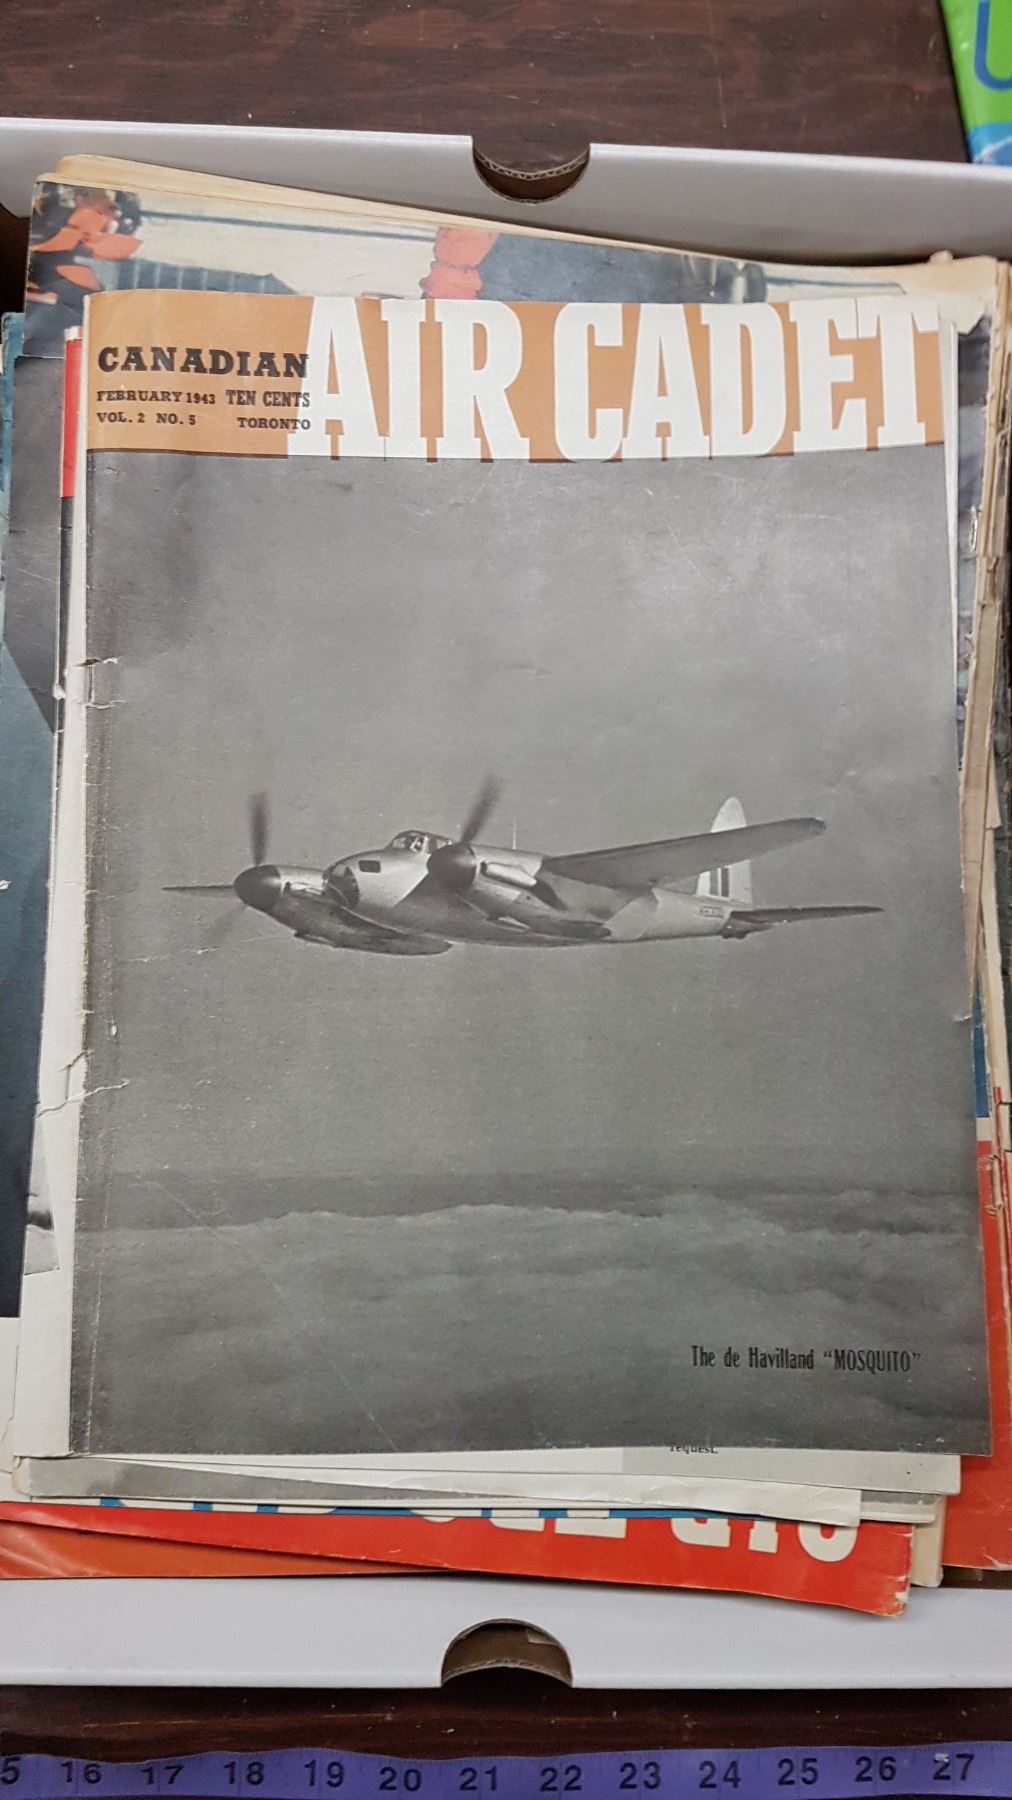 CANADIAN
AIR CADET
FEBRUARY 1943 TEN CENTS
VOL. 2 NO. 5 TORONTO
The de Havilland "MOSQUITO"
request.
5 16 17 18 19 20 21 22 23 24 25 26 27